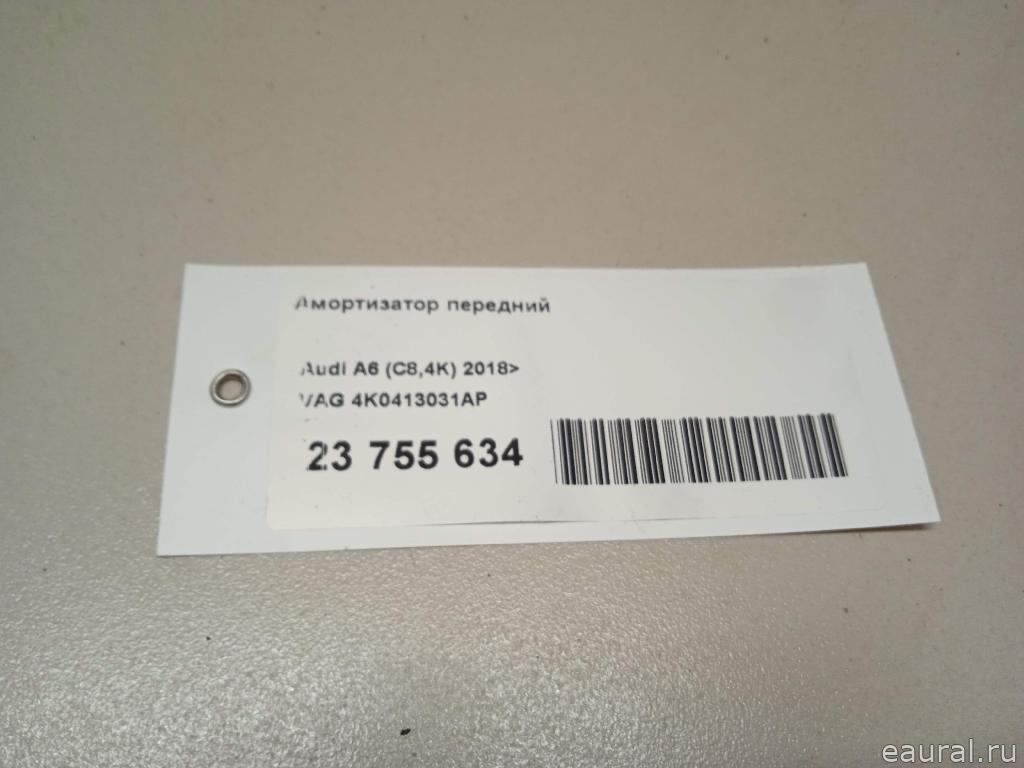 Амортизатор передний
Audi A6 (C8,4K) 2018>
VAG 4K0413031AP
23 755 634
eaural.ru